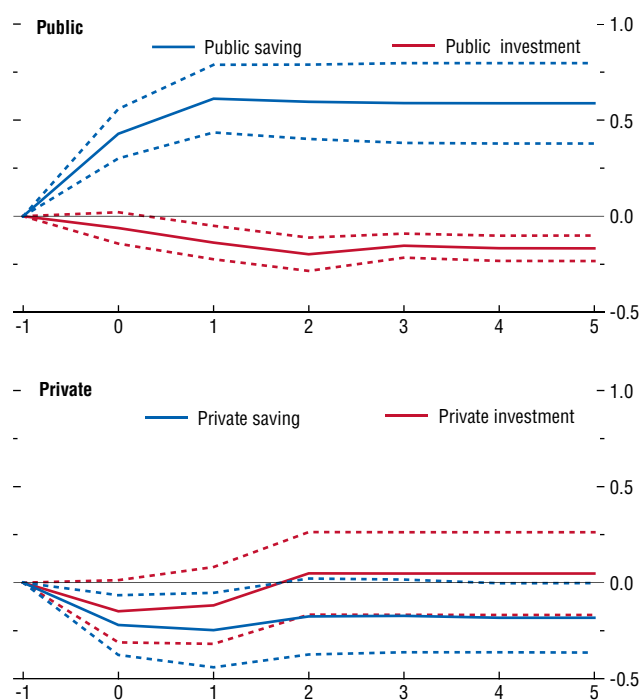 Public
Public saving
Public investment
1.0
0.5
0.0
-0.5
-1 0 1 2 3 4 5
Private
Private saving
Private investment
1.0
0.5
0.0
-0.5
-1 0 1 2 3 4 5